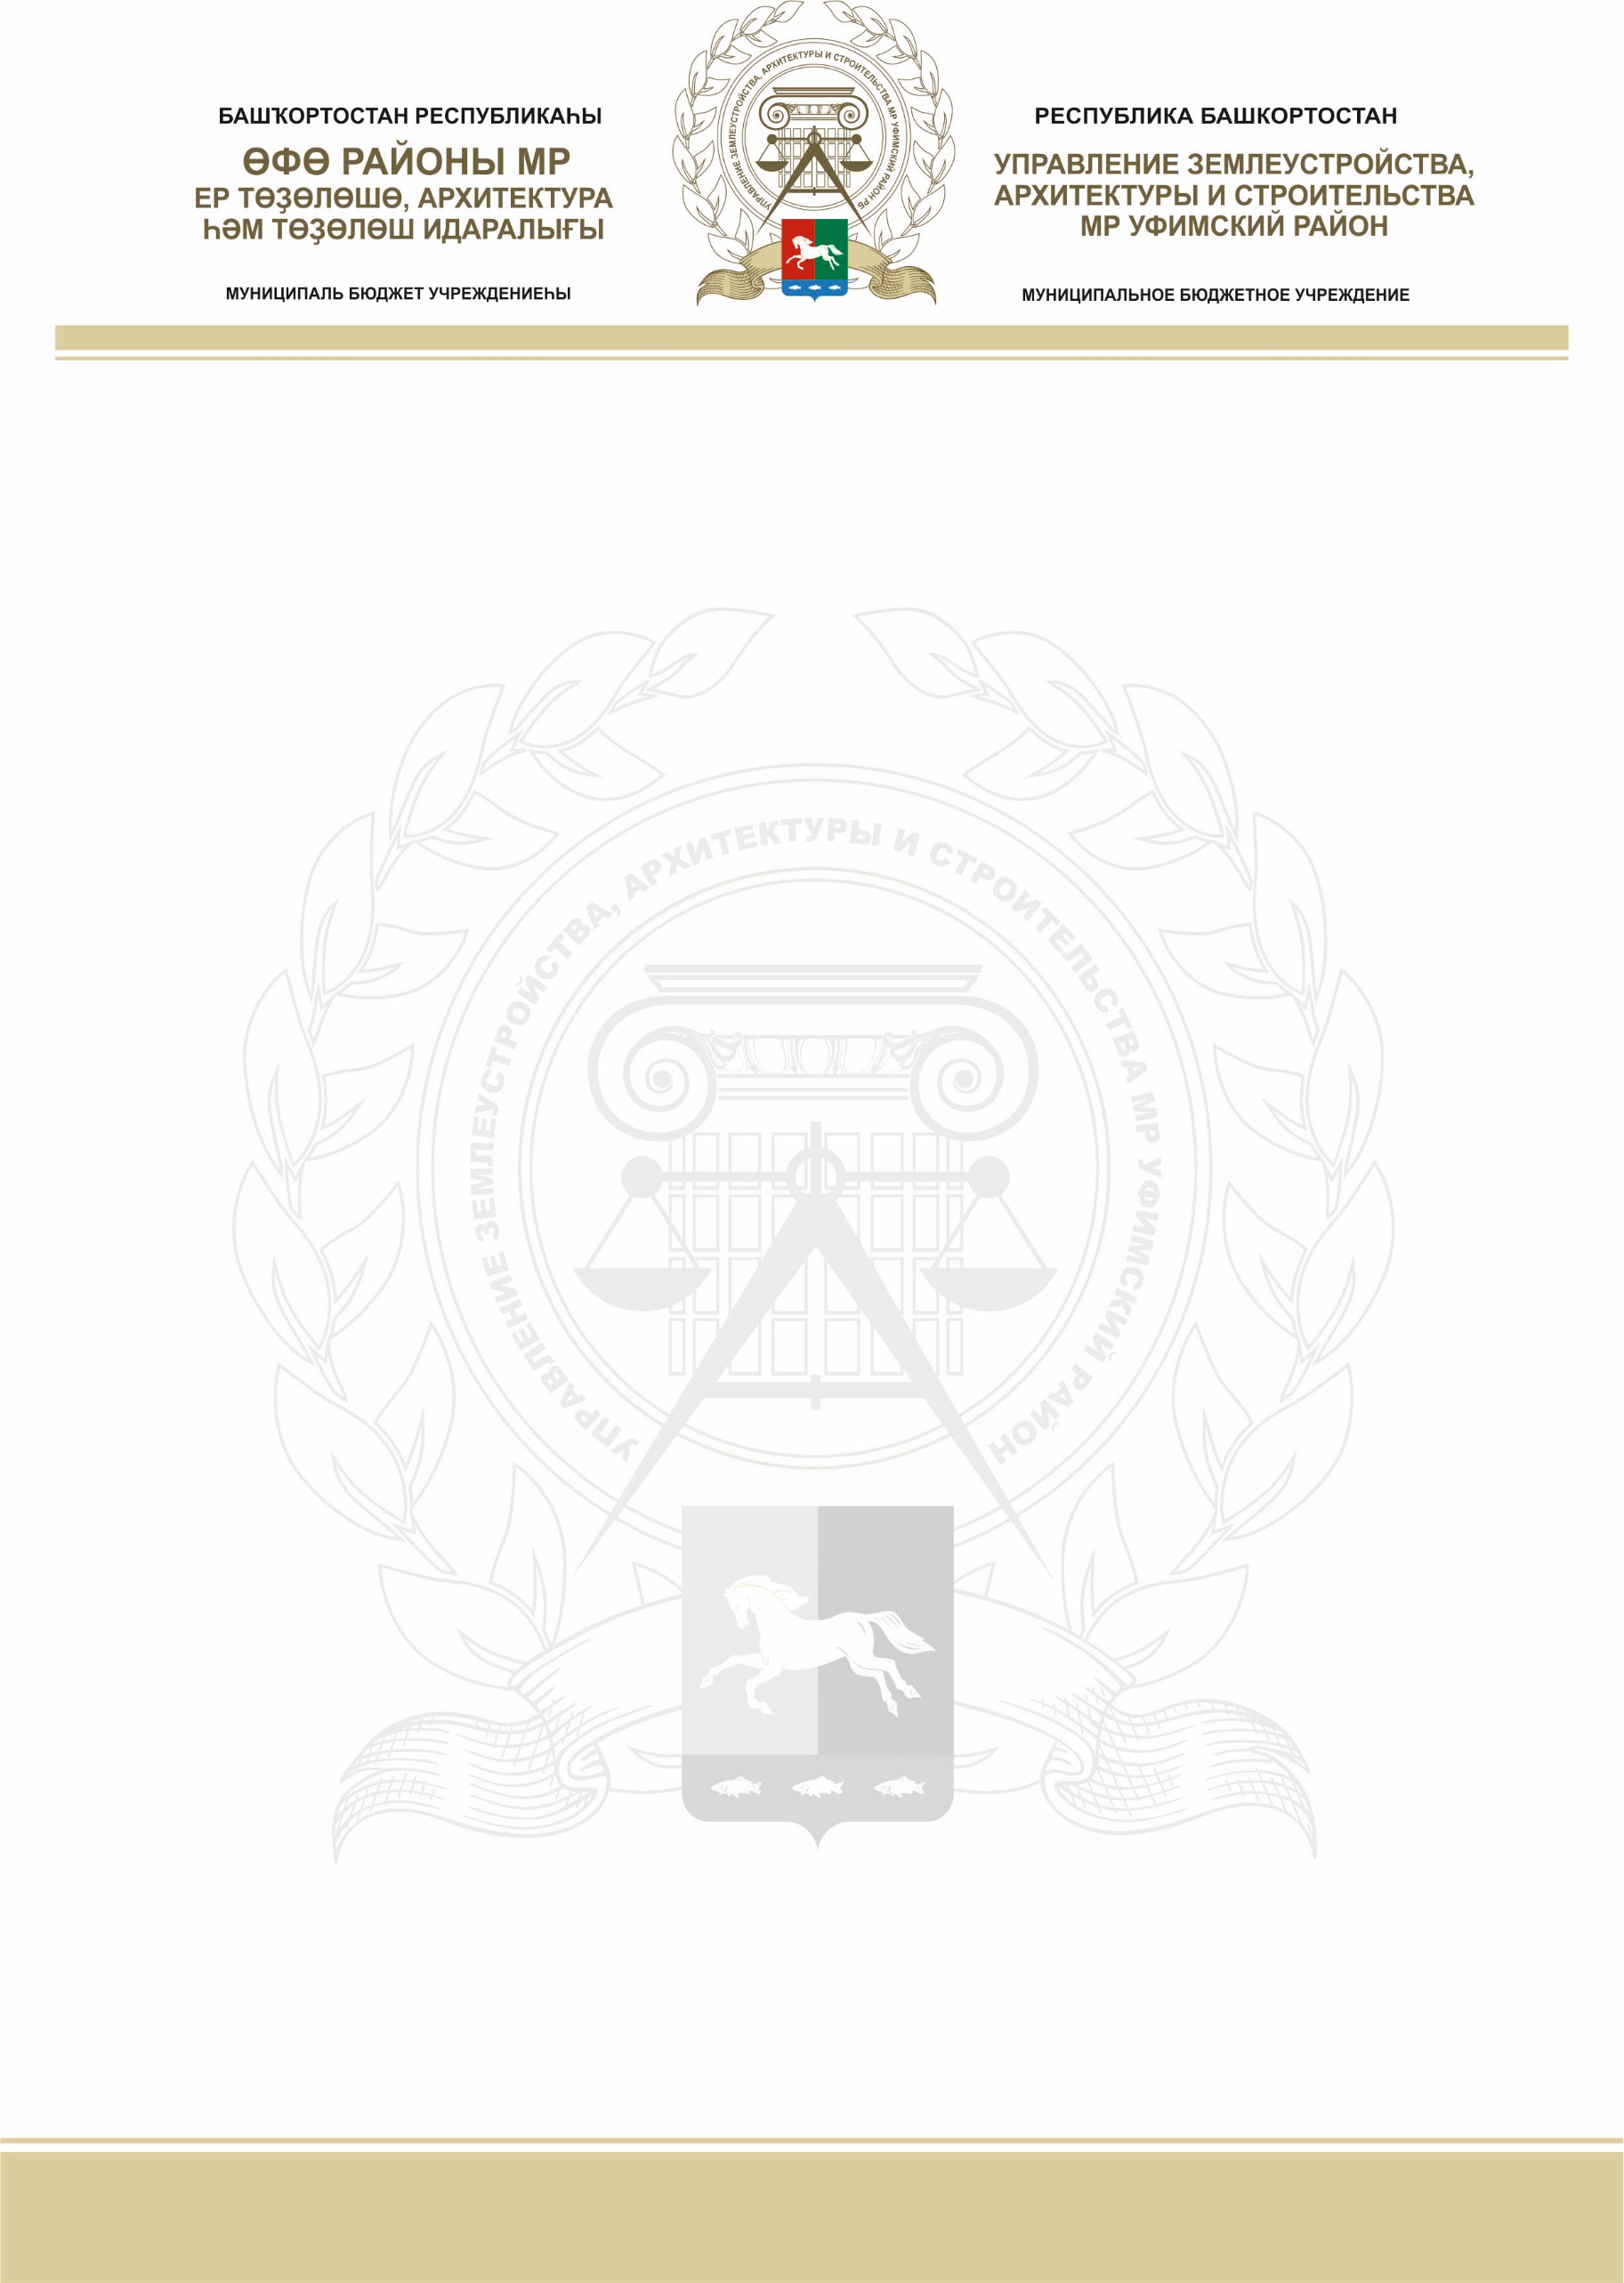 БАШҠОРТОСТАН РЕСПУБЛИКАҺЫ
ӨФӨ РАЙОНЫ МР
ЕР ТӨҘӨЛӨШӨ, АРХИТЕКТУРА
ҺӘМ ТӨҘӨЛӨШ ИДАРАЛЫҒЫ
МУНИЦИПАЛЬ БЮДЖЕТ УЧРЕЖДЕНИЕҺЫ
УПРАВЛЕНИЕ ЗЕМЛЕУСТРОЙСТВА, АРХИТЕКТУРЫ И СТРОИТЕЛЬСТВА МР УФИМСКИЙ РАЙОН РБ
РЕСПУБЛИКА БАШКОРТОСТАН
УПРАВЛЕНИЕ ЗЕМЛЕУСТРОЙСТВА,
АРХИТЕКТУРЫ И СТРОИТЕЛЬСТВА
МР УФИМСКИЙ РАЙОН
МУНИЦИПАЛЬНОЕ БЮДЖЕТНОЕ УЧРЕЖДЕНИЕ
УПРАВЛЕНИЕ ЗЕМЛЕУСТРОЙСТВА, АРХИТЕКТУРЫ И СТРОИТЕЛЬСТВА МР УФИМСКИЙ РАЙОН